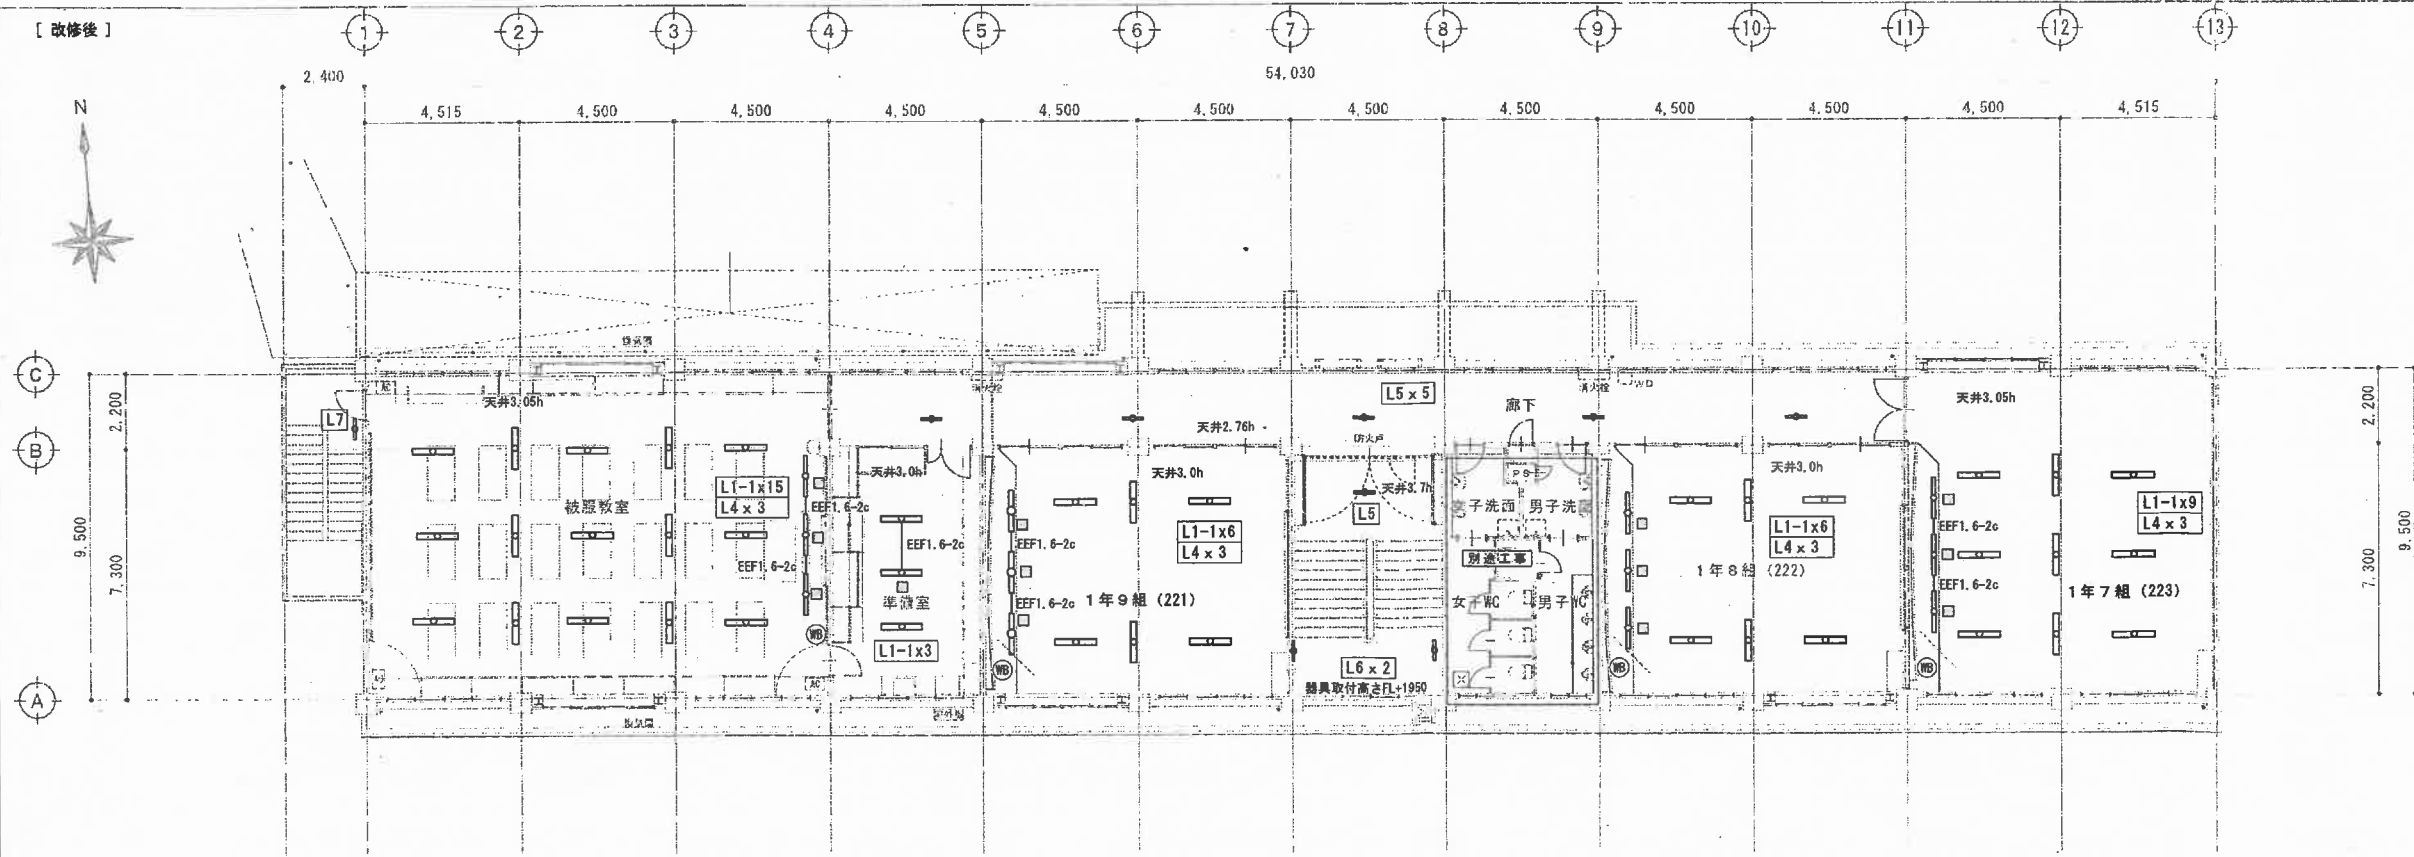 [ 改修後 ]
1 2 3 4 5 6 7 8 9 10 11 12 13
2,400
54,030
N
4,515 4,500 4,500 4,500 4,500 4,500 4,500 4,500 4,500 4,500 4,500 4,515
C
B
A
2,200
7,300
9,500
L7
天井3.05h
被服教室
L1-1x15
L4 x 3
EEF1.6-2c
EEF1.6-2c
WB
AC
天井3.0h
EEF1.6-2c
準備室
L1-1x3
天井2.76h
天井3.0h
EEF1.6-2c
EEF1.6-2c
1年9組 (221)
L1-1x6
L4 x 3
WB
L5 x 5
防火戸
天井3.7h
L5
L6 x 2
器具取付高さFL+1950
廊下
消火栓
PS
女子洗面
男子洗面
別途工事
女子WC
男子WC
天井3.0h
L1-1x6
L4 x 3
1年8組 (222)
WB
天井3.05h
EEF1.6-2c
EEF1.6-2c
L1-1x9
L4 x 3
1年7組 (223)
WB
2,200
7,300
9,500